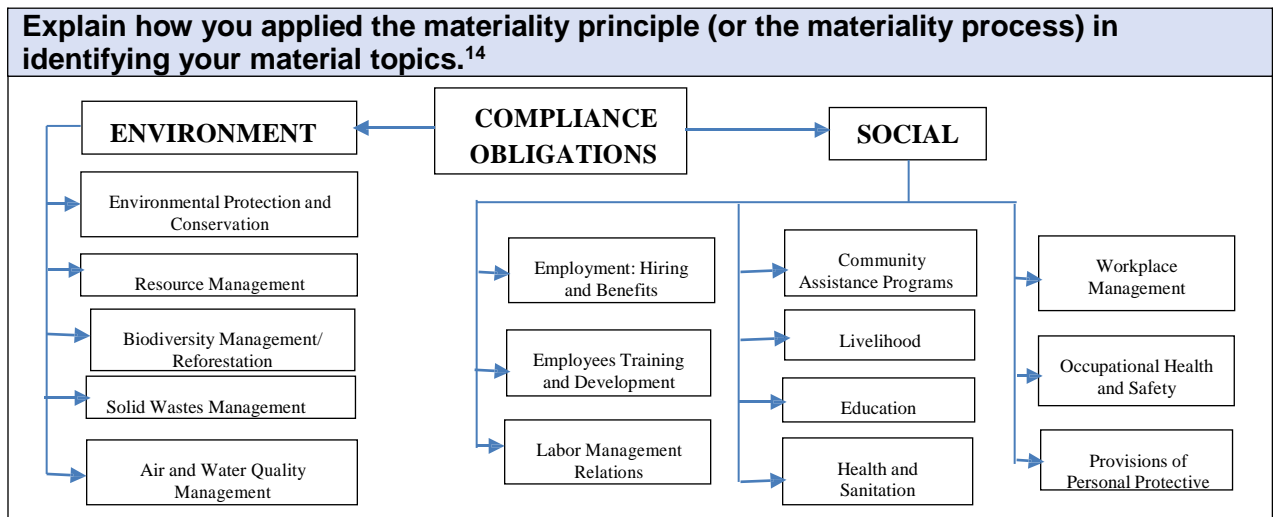 Explain how you applied the materiality principle (or the materiality process) in
identifying your material topics.14
COMPLIANCE
OBLIGATIONS
ENVIRONMENT
Environmental Protection and
Conservation
Resource Management
Biodiversity Management/
Reforestation
Solid Wastes Management
Air and Water Quality
Management
SOCIAL
Employment: Hiring
and Benefits
Employees Training
and Development
Labor Management
Relations
Community
Assistance Programs
Livelihood
Education
Health and
Sanitation
Workplace
Management
Occupational Health
and Safety
Provisions of
Personal Protective